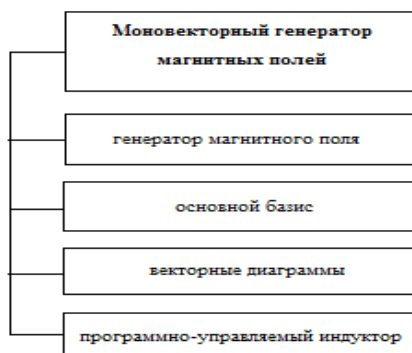 Моновекторный генератор
магнитных полей
генератор магнитного поля
основной базис
векторные диаграммы
программно-управляемый индуктор